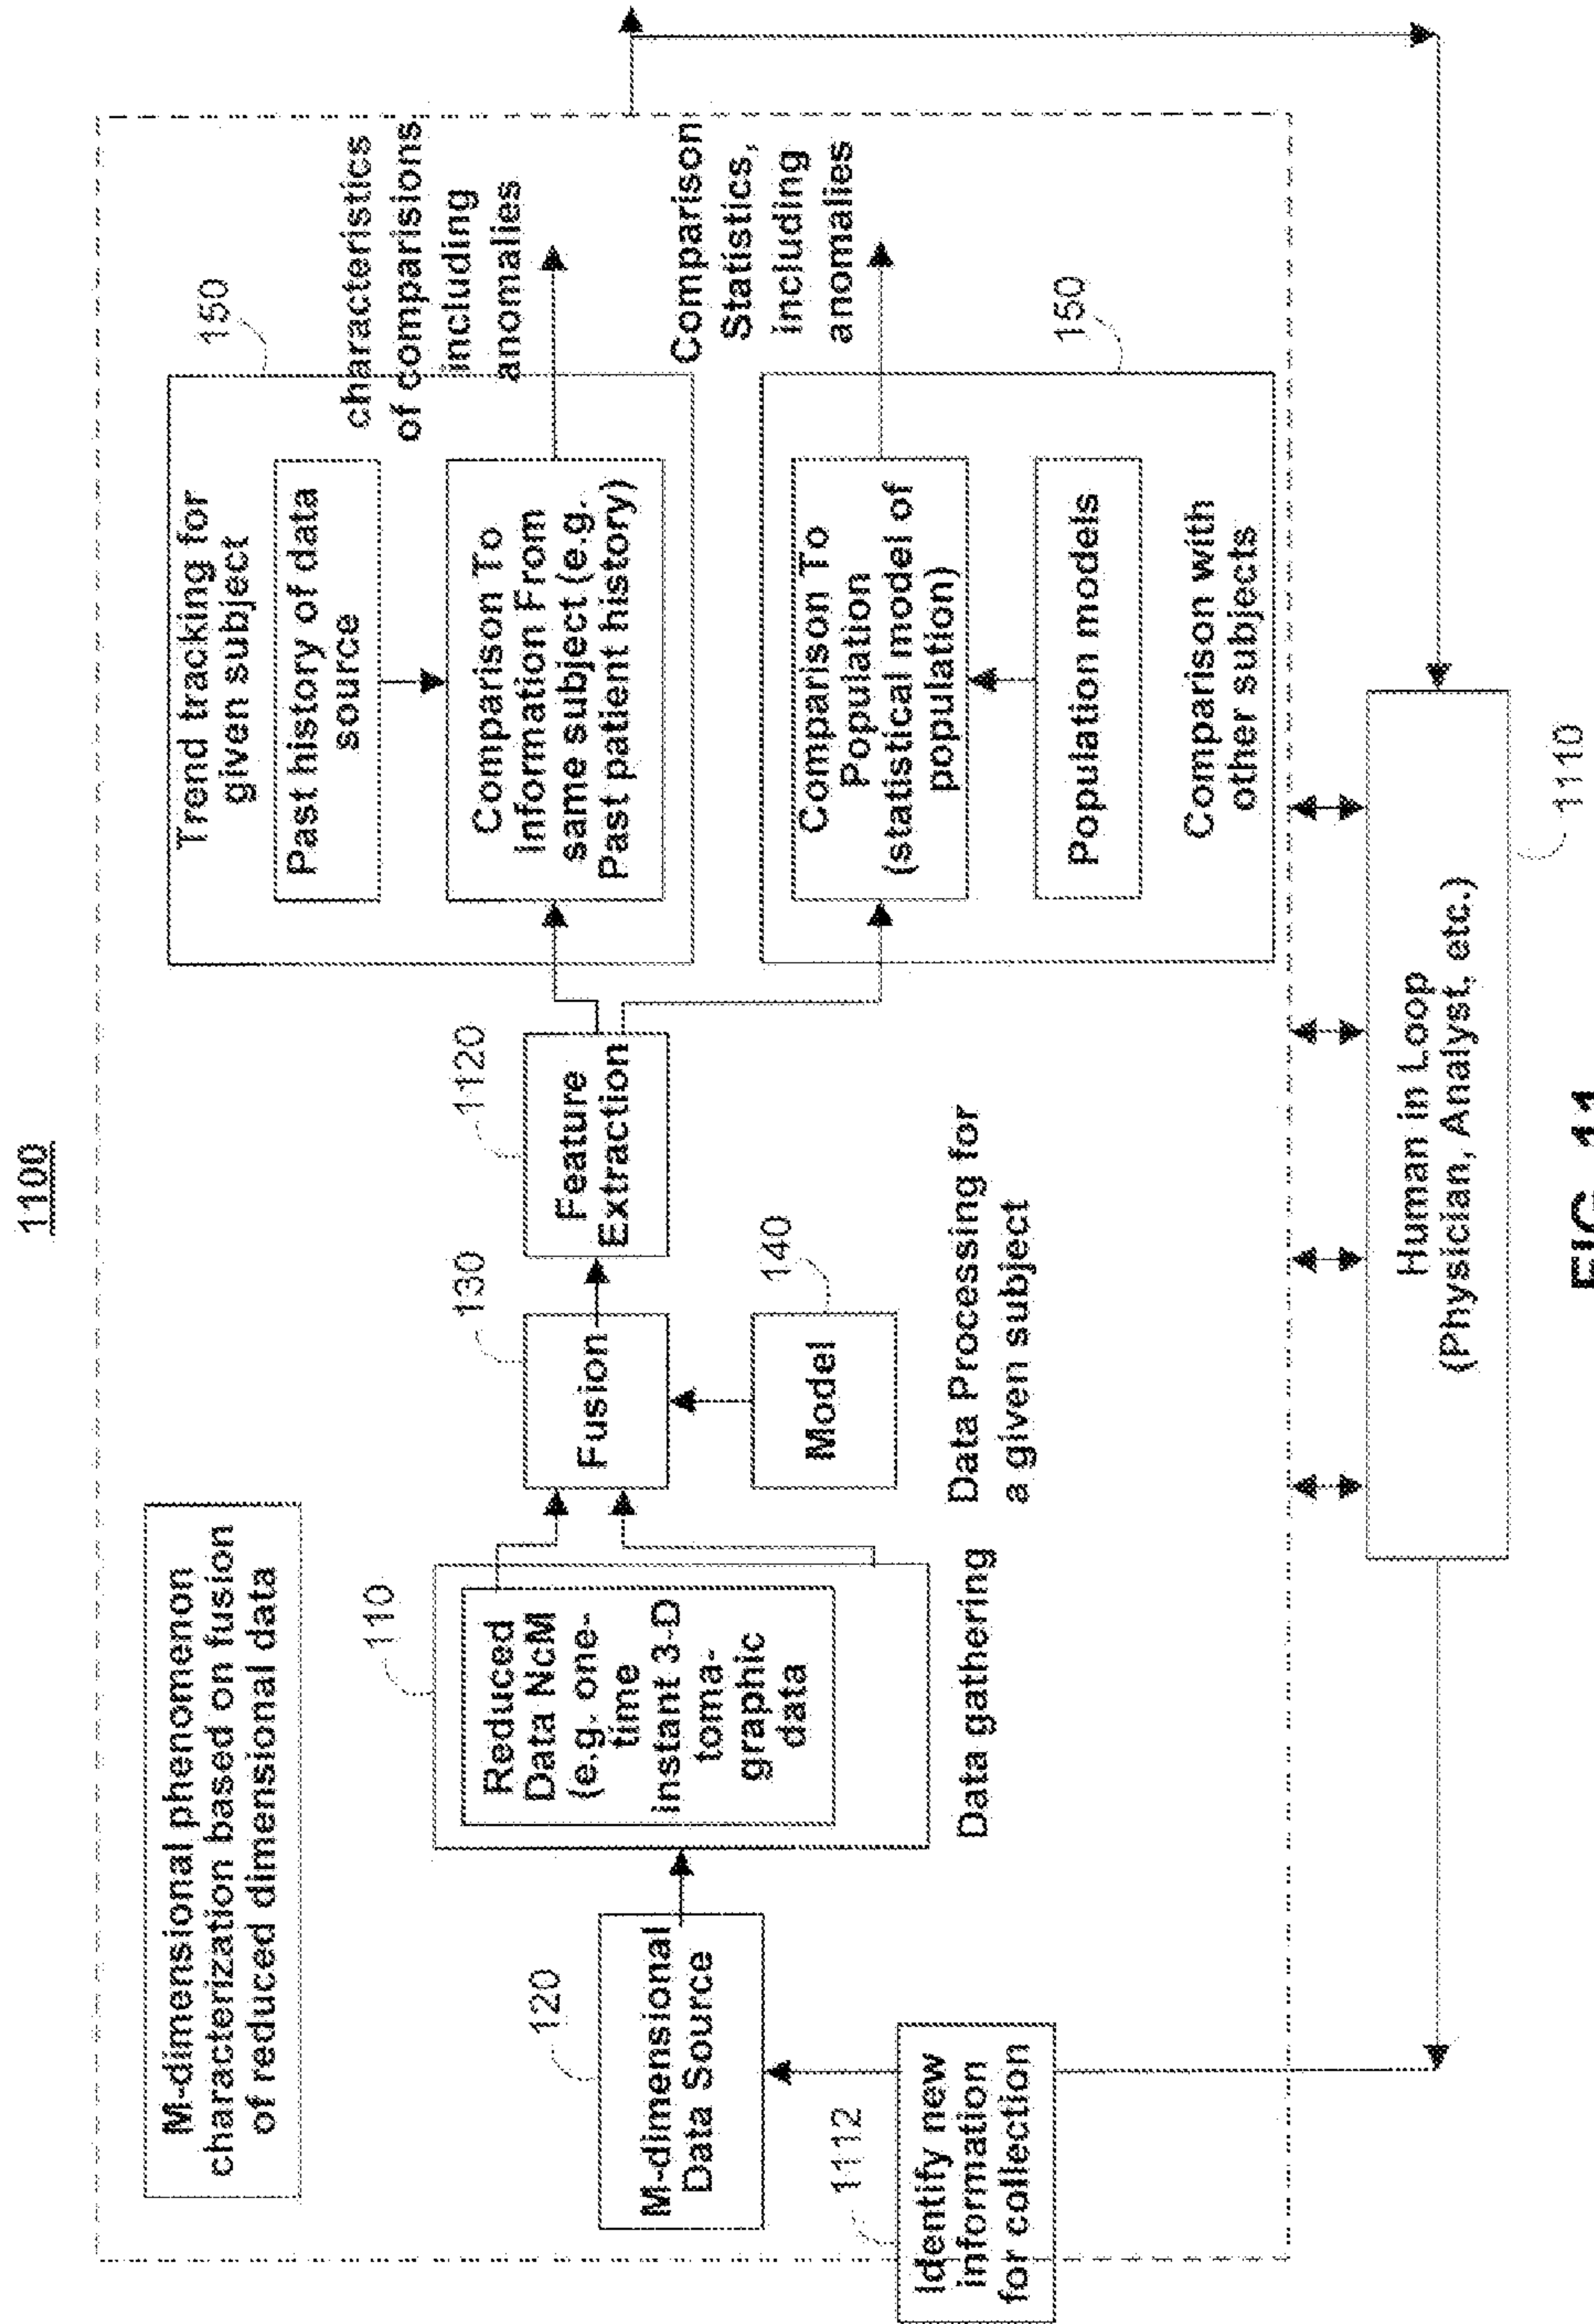 1100
M-dimensional phenomenon
characterization based on fusion
of reduced dimensional data
120
M-dimensional
Data Source
1112
Identify new
information
for collection
110
Reduced
Data NcM
(e.g. one-
time
instant 3-D
toma-
graphic
data
Data gathering
130
Fusion
140
Model
Data Processing for
a given subject
1120
Feature
Extraction
150
Trend tracking for
given subject
Past history of data
source
Comparison To
Information From
same subject (e.g.
Past patient history)
characteristics
of comparisions
including
anomalies
Comparison
Statistics,
including
anomalies
150
Comparison To
Population
(statistical model of
population)
Population models
Comparison with
other subjects
Human in Loop
(Physician, Analyst, etc.)
1110
FIG. 11